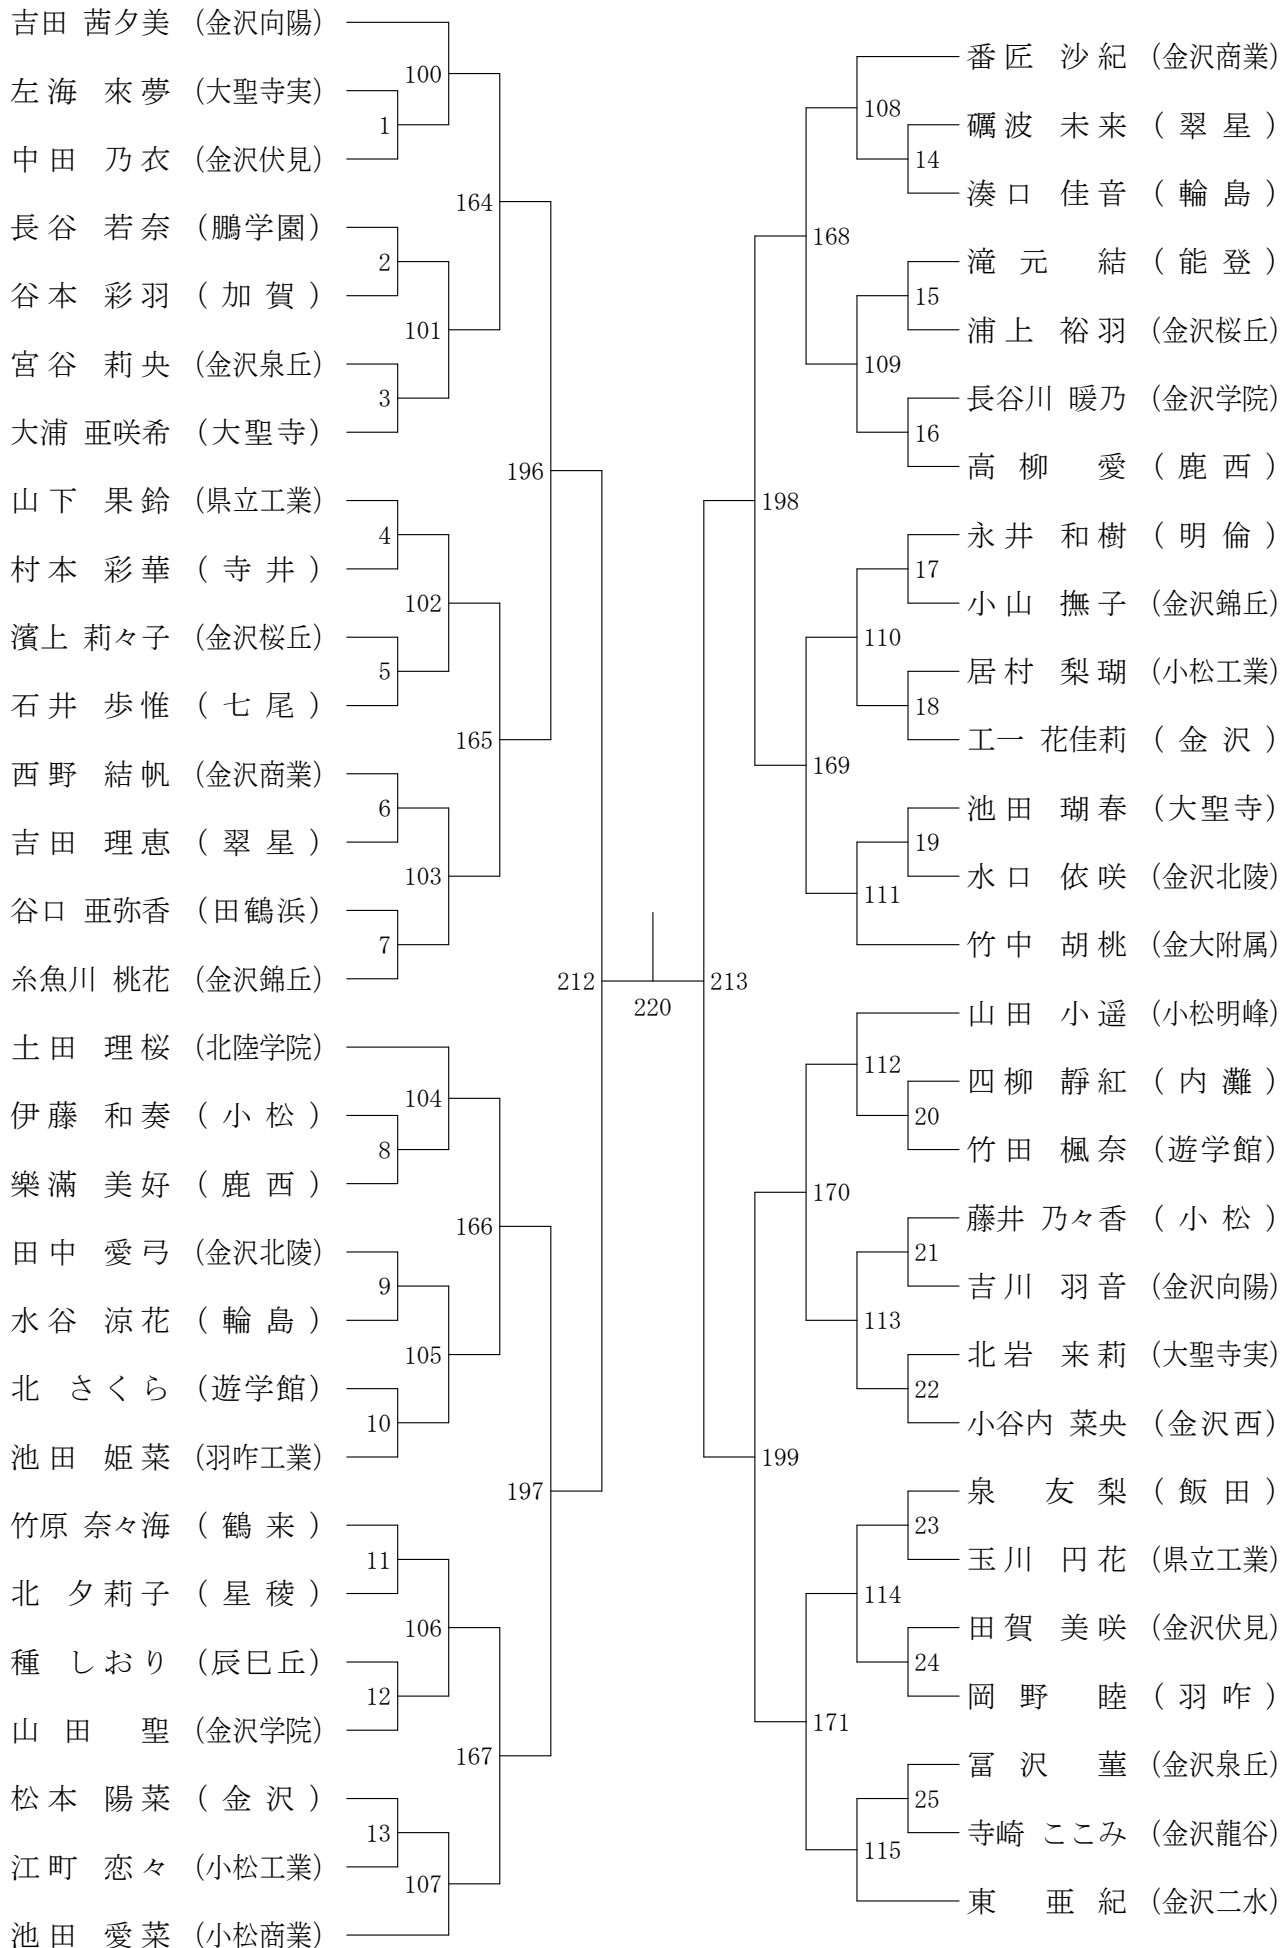 吉田 茜夕美 (金沢向陽)
左海 來夢 (大聖寺実)
中田 乃衣 (金沢伏見)
長谷 若奈 (鵬学園)
谷本 彩羽 (加賀)
宮谷 莉央 (金沢泉丘)
大浦 亜咲希 (大聖寺)
山下 果鈴 (県立工業)
村本 彩華 (寺井)
濱上 莉々子 (金沢桜丘)
石井 歩惟 (七尾)
西野 結帆 (金沢商業)
吉田 理恵 (翠星)
谷口 亜弥香 (田鶴浜)
糸魚川 桃花 (金沢錦丘)
土田 理桜 (北陸学院)
伊藤 和奏 (小松)
樂滿 美好 (鹿西)
田中 愛弓 (金沢北陵)
水谷 涼花 (輪島)
北 さくら (遊学館)
池田 姫菜 (羽咋工業)
竹原 奈々海 (鶴来)
北 夕莉子 (星稜)
種 しおり (辰巳丘)
山田 聖 (金沢学院)
松本 陽菜 (金沢)
江町 恋々 (小松工業)
池田 愛菜 (小松商業)
1
2
3
4
5
6
7
8
9
10
11
12
13
100
101
102
103
104
105
106
107
164
165
166
167
196
197
212
220
213
198
199
168
169
170
171
108
109
110
111
112
113
114
115
14
15
16
17
18
19
20
21
22
23
24
25
番匠 沙紀 (金沢商業)
礪波 未来 (翠星)
湊口 佳音 (輪島)
滝元 結 (能登)
浦上 裕羽 (金沢桜丘)
長谷川 暖乃 (金沢学院)
高柳 愛 (鹿西)
永井 和樹 (明倫)
小山 撫子 (金沢錦丘)
居村 梨瑚 (小松工業)
工一 花佳莉 (金沢)
池田 瑚春 (大聖寺)
水口 依咲 (金沢北陵)
竹中 胡桃 (金大附属)
山田 小遥 (小松明峰)
四柳 靜紅 (内灘)
竹田 楓奈 (遊学館)
藤井 乃々香 (小松)
吉川 羽音 (金沢向陽)
北岩 来莉 (大聖寺実)
小谷内 菜央 (金沢西)
泉 友梨 (飯田)
玉川 円花 (県立工業)
田賀 美咲 (金沢伏見)
岡野 睦 (羽咋)
冨沢 菫 (金沢泉丘)
寺崎 ここみ (金沢龍谷)
東 亜紀 (金沢二水)